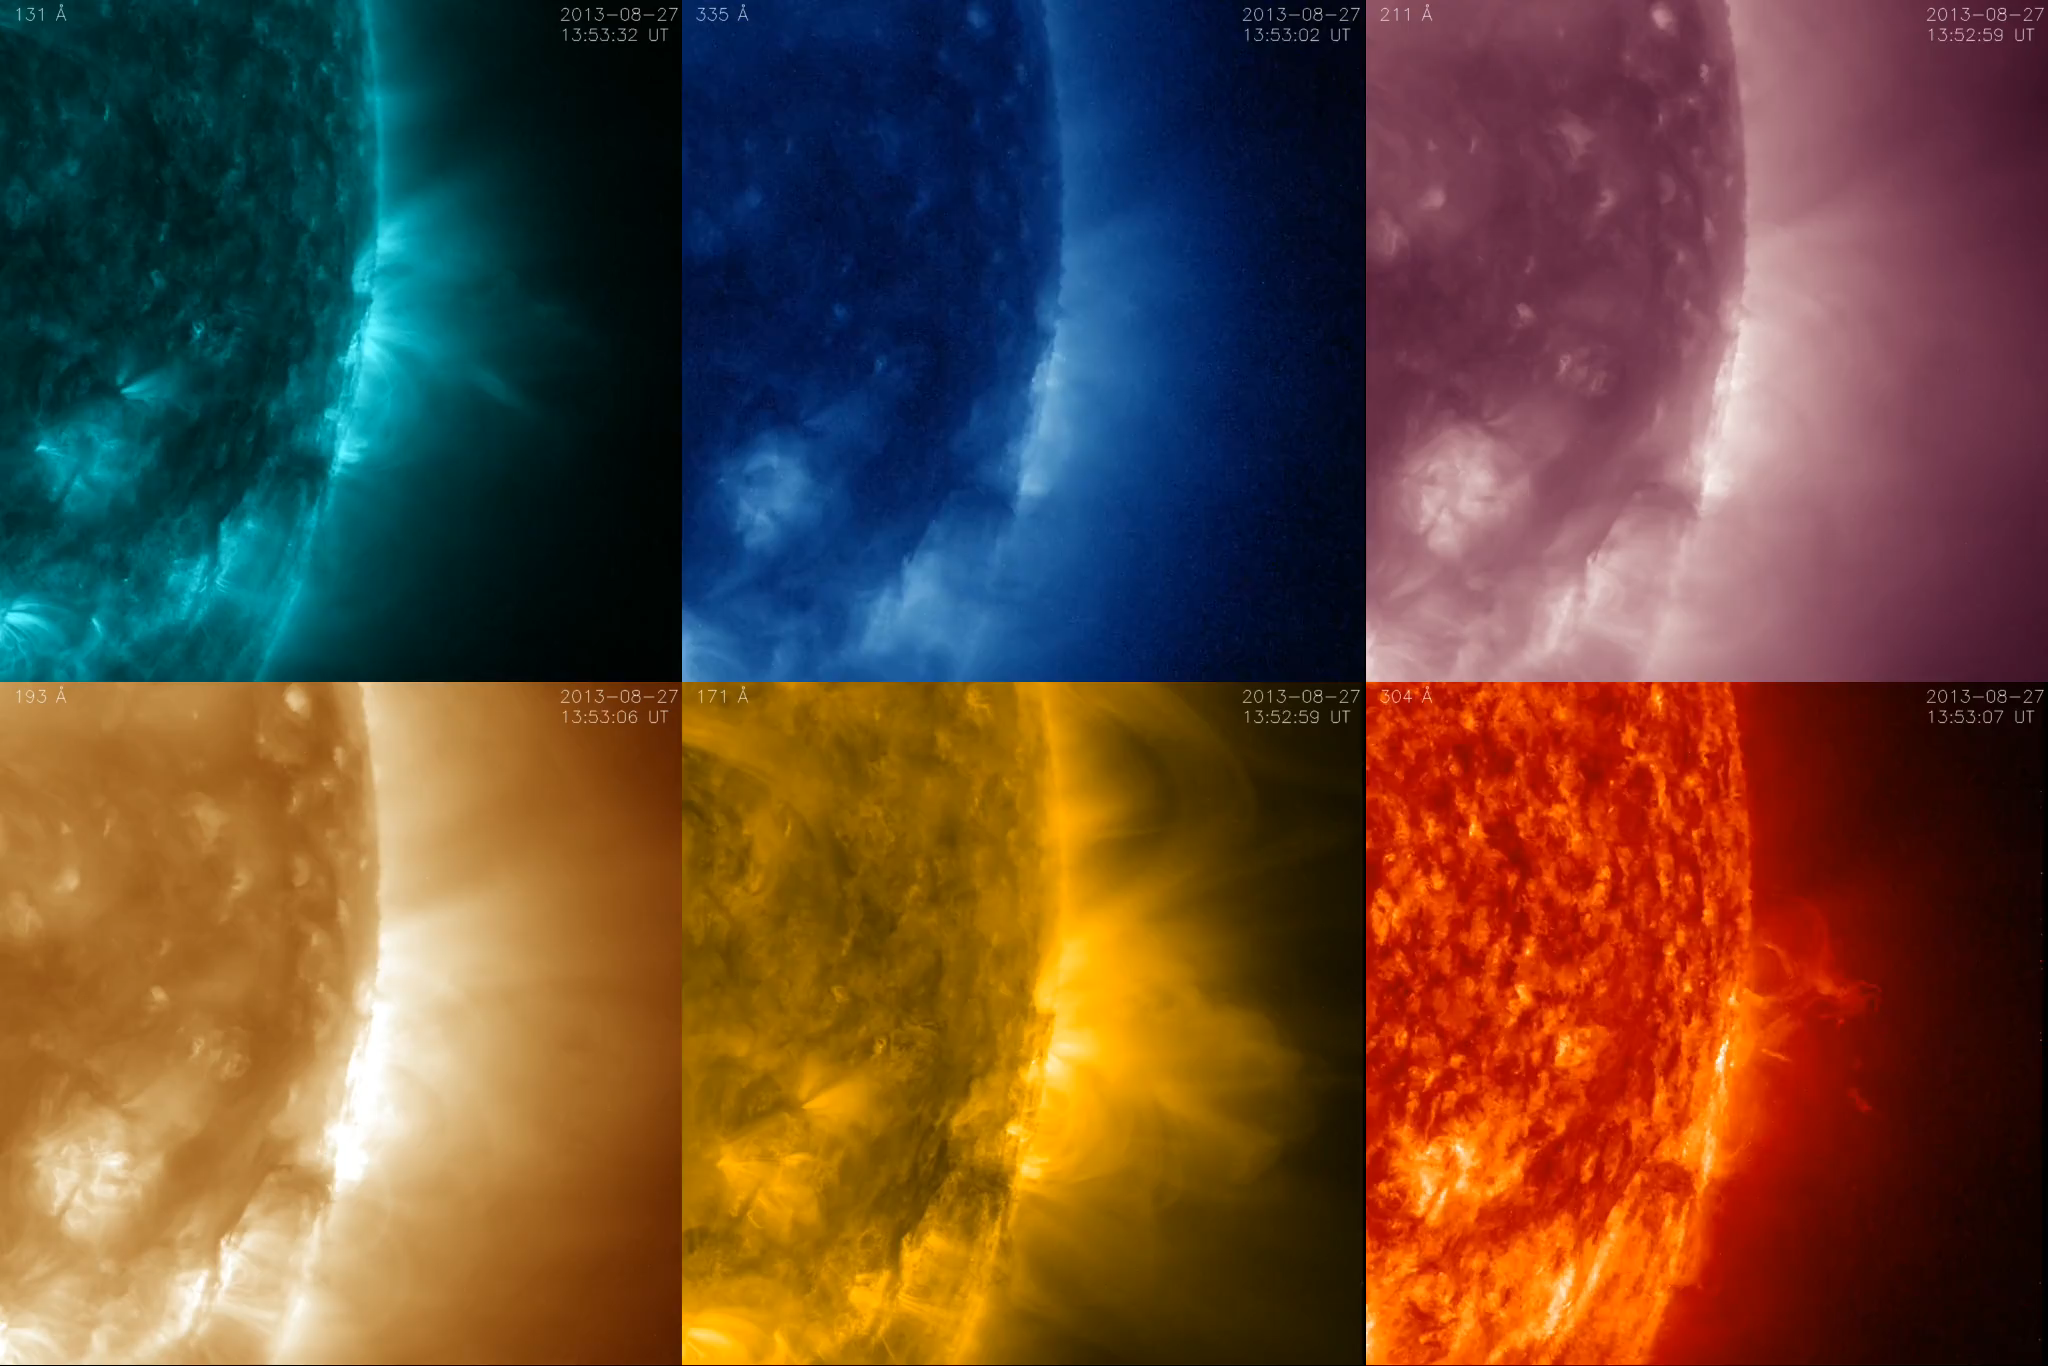 131 Å
2013-08-27
13:53:32 UT
335 Å
2013-08-27
13:53:02 UT
211 Å
2013-08-27
13:52:59 UT
193 Å
2013-08-27
13:53:06 UT
171 Å
2013-08-27
13:52:59 UT
304 Å
2013-08-27
13:53:07 UT